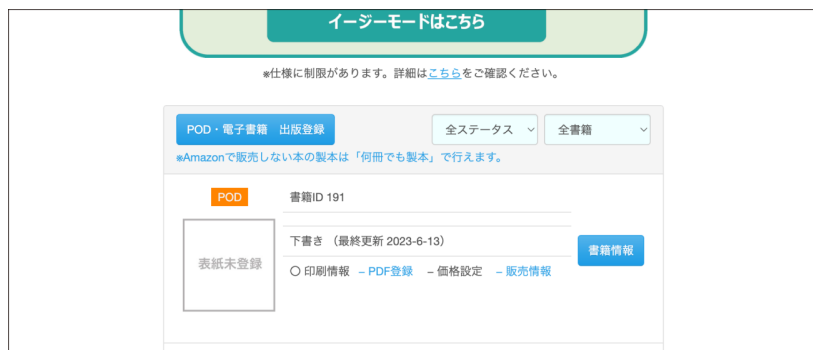 イージーモードはこちら
※仕様に制限があります。詳細はこちらをご確認ください。
POD・電子書籍 出版登録
全ステータス
全書籍
※Amazonで販売しない本の製本は「何冊でも製本」で行えます。
POD
書籍ID 191
表紙未登録
下書き （最終更新 2023-6-13）
〇 印刷情報 – PDF登録 – 価格設定 – 販売情報
書籍情報